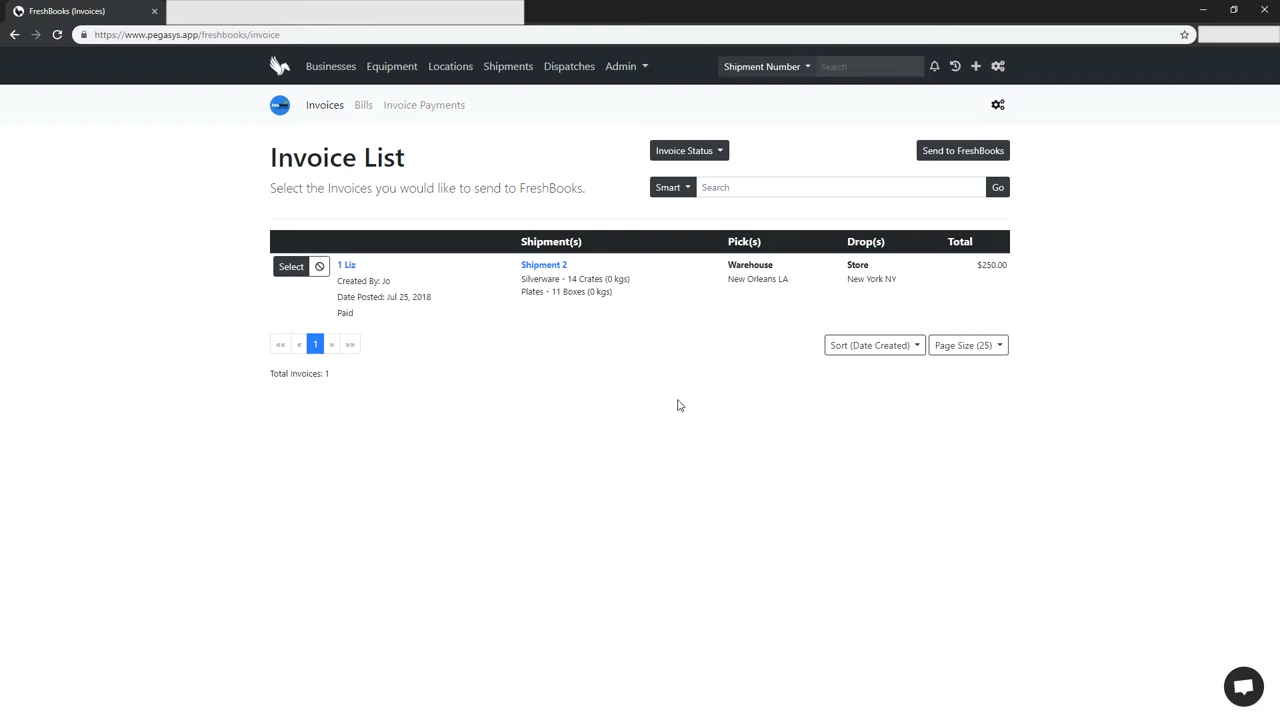 FreshBooks (Invoices)
https://www.pegasys.app/freshbooks/invoice
Businesses Equipment Locations Shipments Dispatches Admin Shipment Number Search
Invoices Bills Invoice Payments
Invoice List
Invoice Status
Send to FreshBooks
Select the Invoices you would like to send to FreshBooks.
Smart Search Go
Shipment(s) Pick(s) Drop(s) Total
Select 1 Liz Shipment 2 Warehouse Store $250.00
Created By: Jo Silverware - 14 Crates (0 kgs) New Orleans LA New York NY
Date Posted: Jul 25, 2018 Plates - 11 Boxes (0 kgs)
Paid
«« « 1 » »» Sort (Date Created) Page Size (25)
Total Invoices: 1